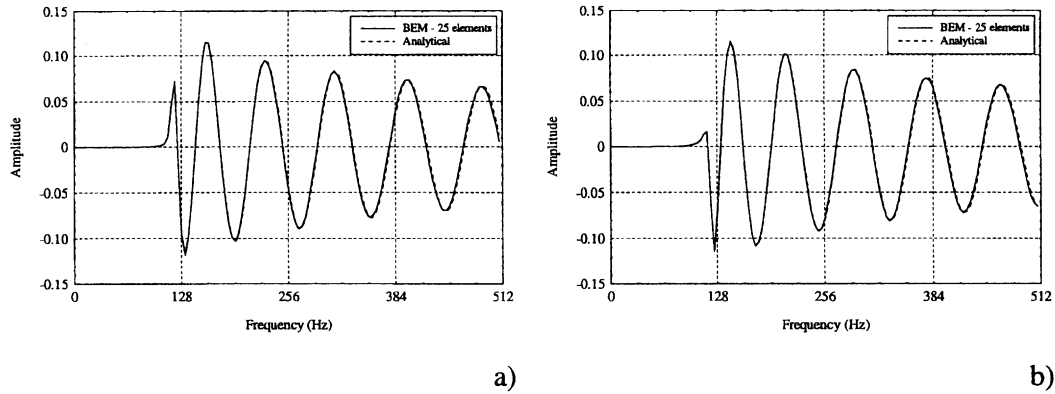 0.15
0.10
0.05
0
-0.05
-0.10
-0.15
Amplitude
BEM - 25 elements
Analytical
0 128 256 384 512
Frequency (Hz)
a)
0.15
0.10
0.05
0
-0.05
-0.10
-0.15
Amplitude
BEM - 25 elements
Analytical
0 128 256 384 512
Frequency (Hz)
b)